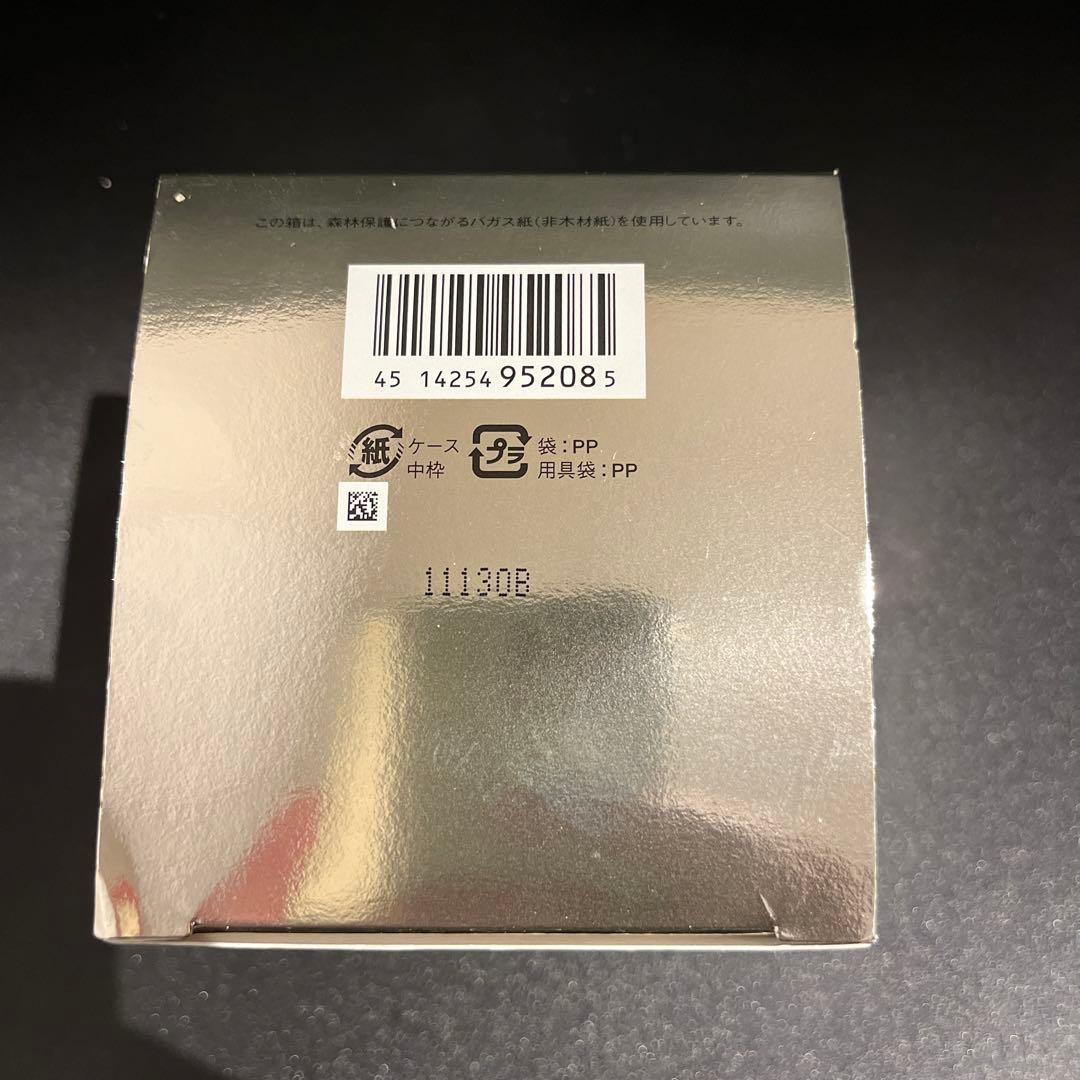 この箱は、森林保護につながるバガス紙(非木材紙)を使用しています。
45 14254 95208 5
紙 ケース 中枠
プラ 袋:PP 用具袋:PP
11130B